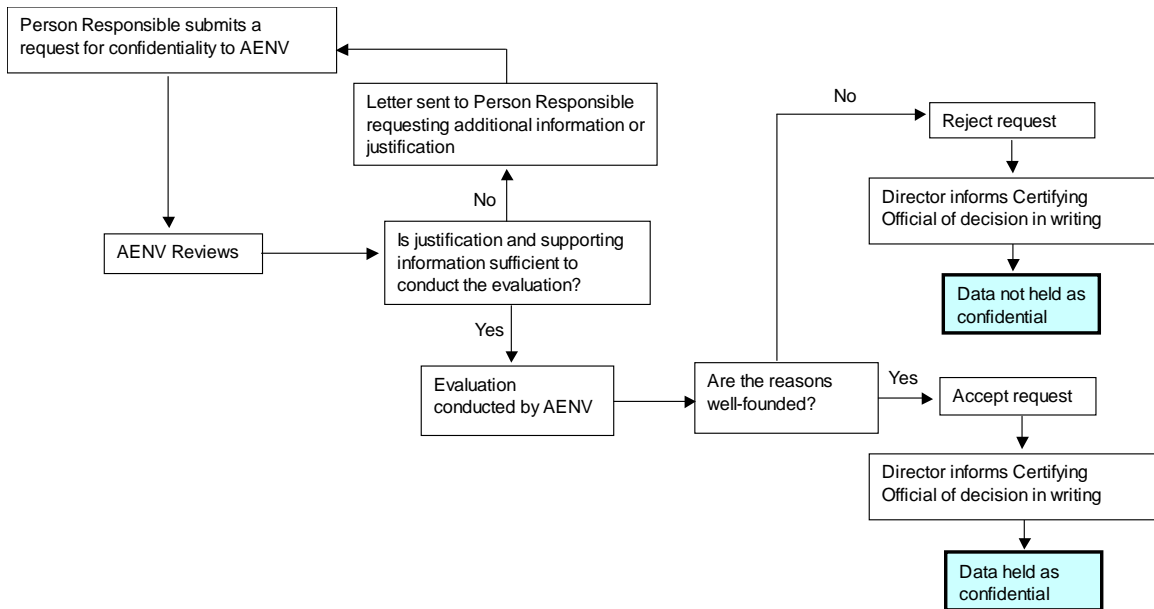 Person Responsible submits a
request for confidentiality to AENV
Letter sent to Person Responsible
requesting additional information or
justification
No
AENV Reviews
Is justification and supporting
information sufficient to
conduct the evaluation?
Yes
Evaluation
conducted by AENV
Are the reasons
well-founded?
No
Reject request
Director informs Certifying
Official of decision in writing
Data not held as
confidential
Yes
Accept request
Director informs Certifying
Official of decision in writing
Data held as
confidential